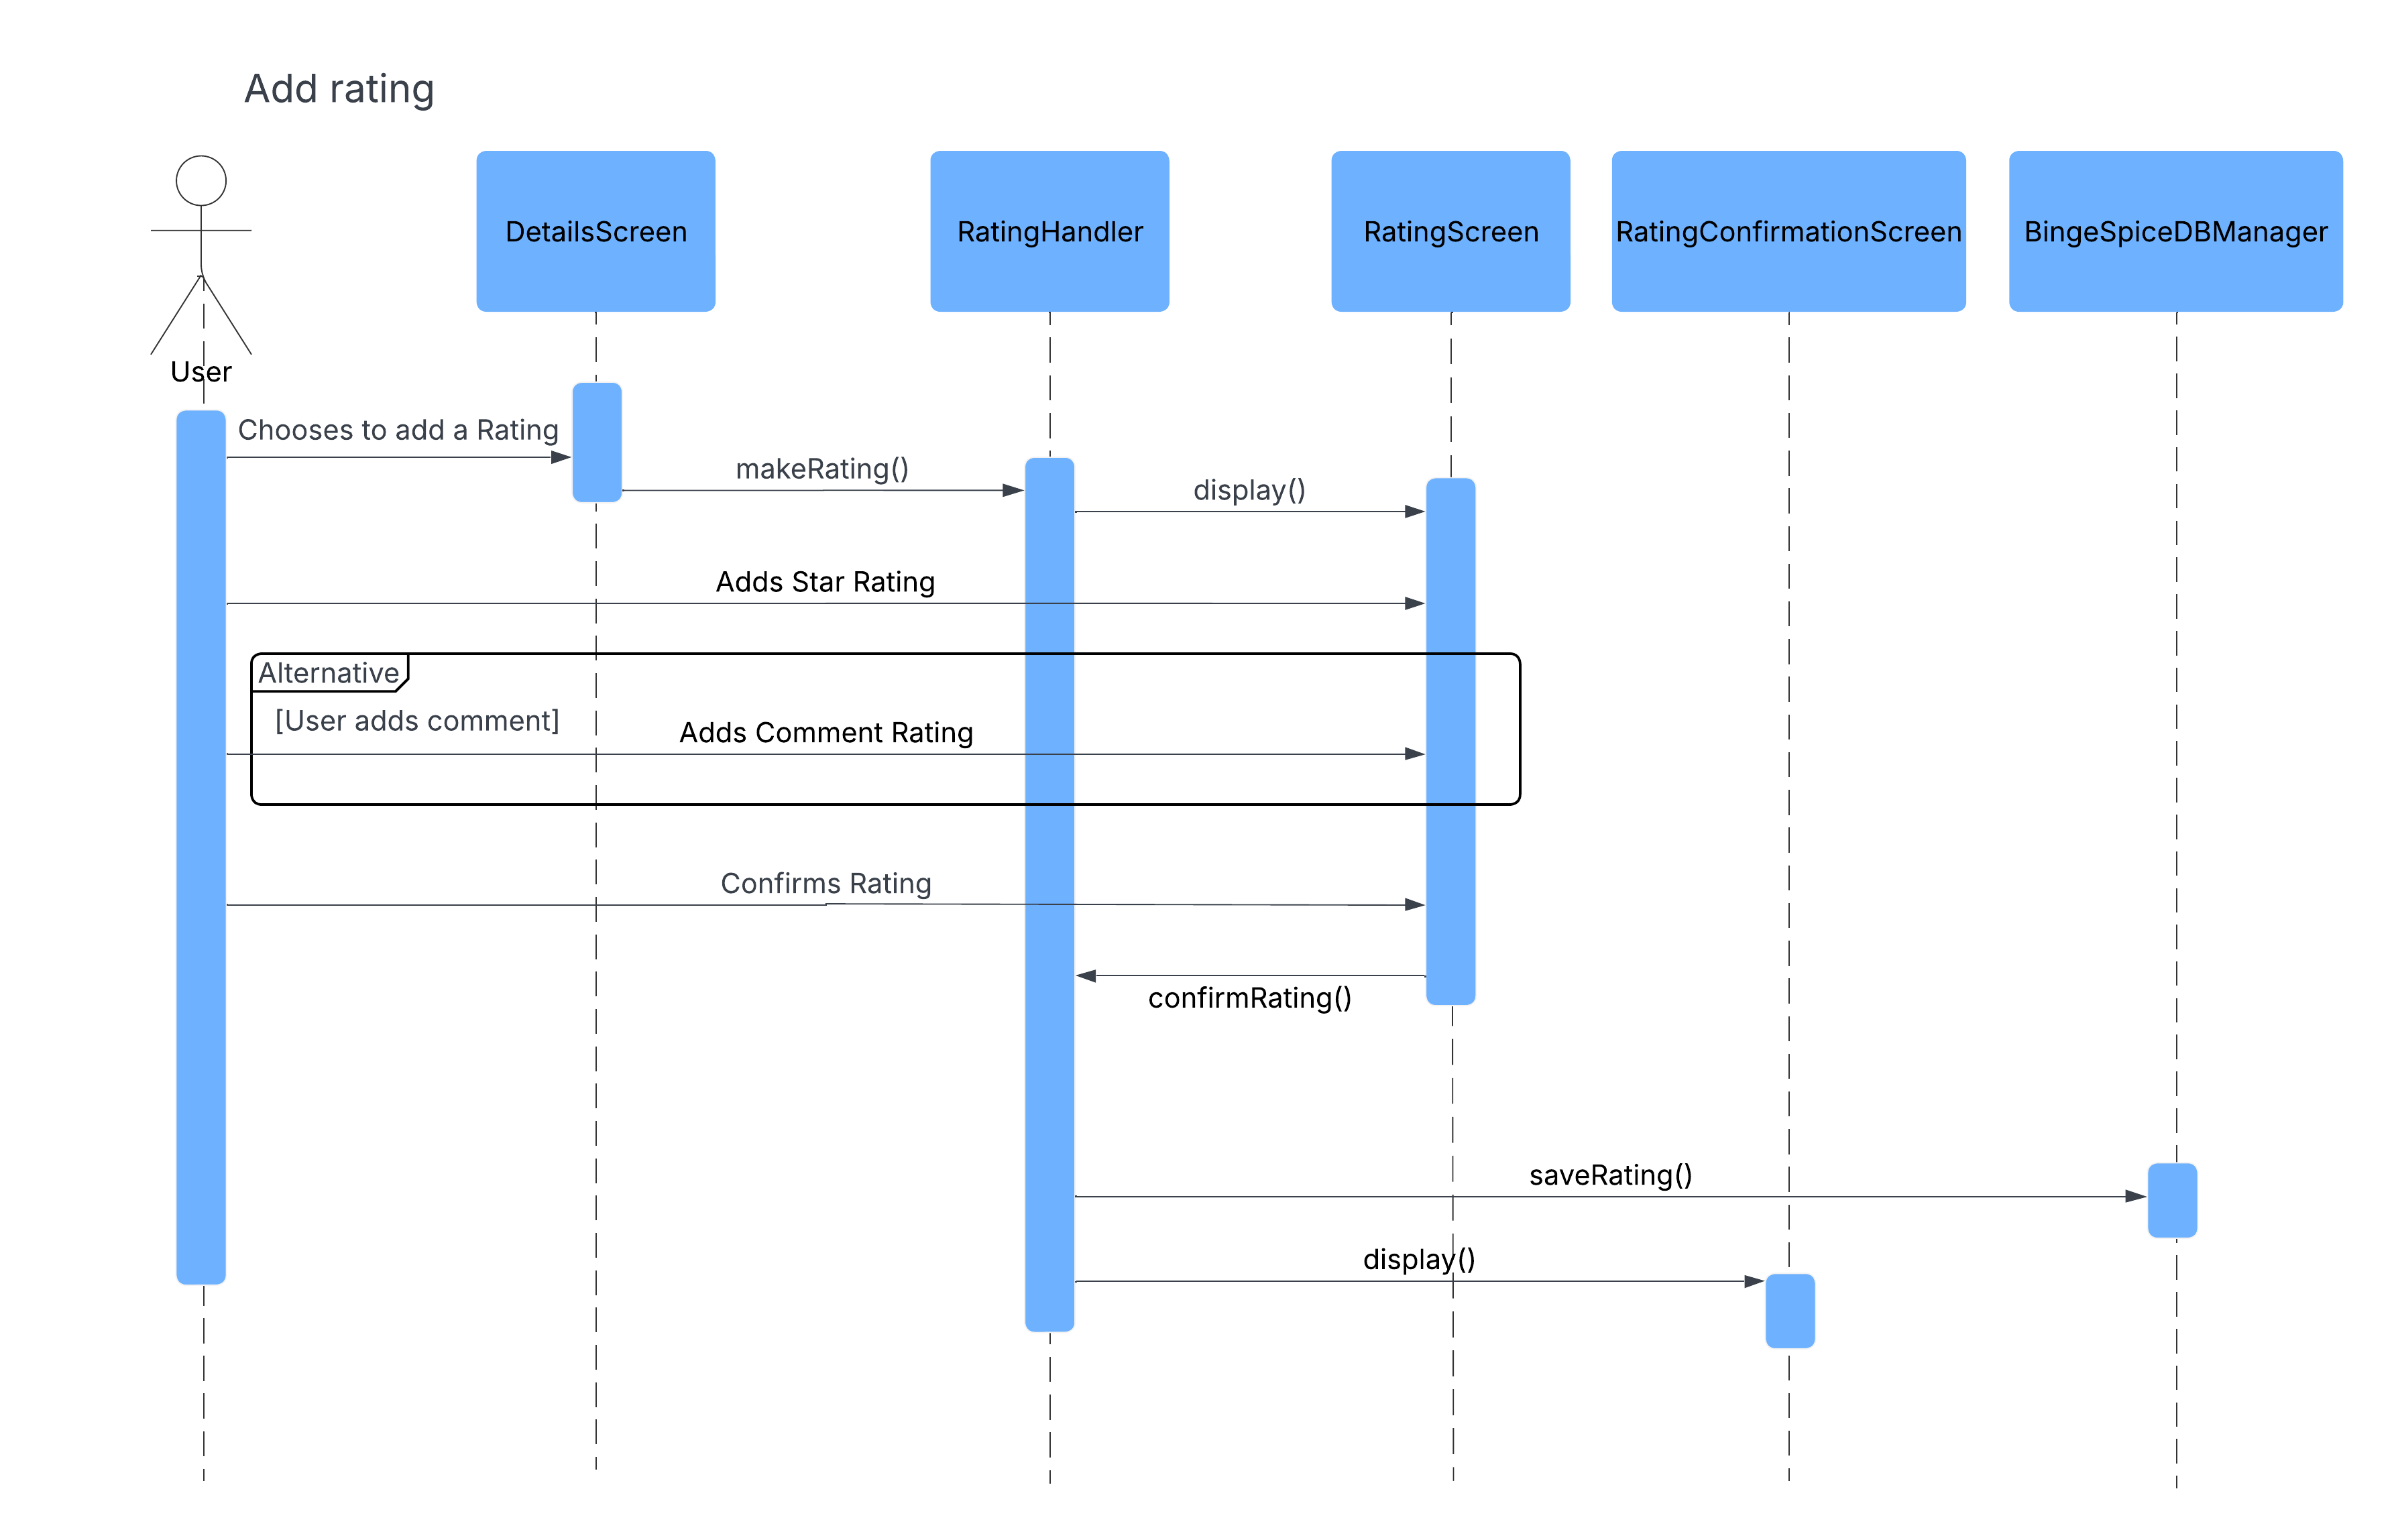 Add rating
DetailsScreen
RatingHandler
RatingScreen
RatingConfirmationScreen
BingeSpiceDBManager
User
Chooses to add a Rating
makeRating()
display()
Adds Star Rating
Alternative
[User adds comment]
Adds Comment Rating
Confirms Rating
confirmRating()
saveRating()
display()